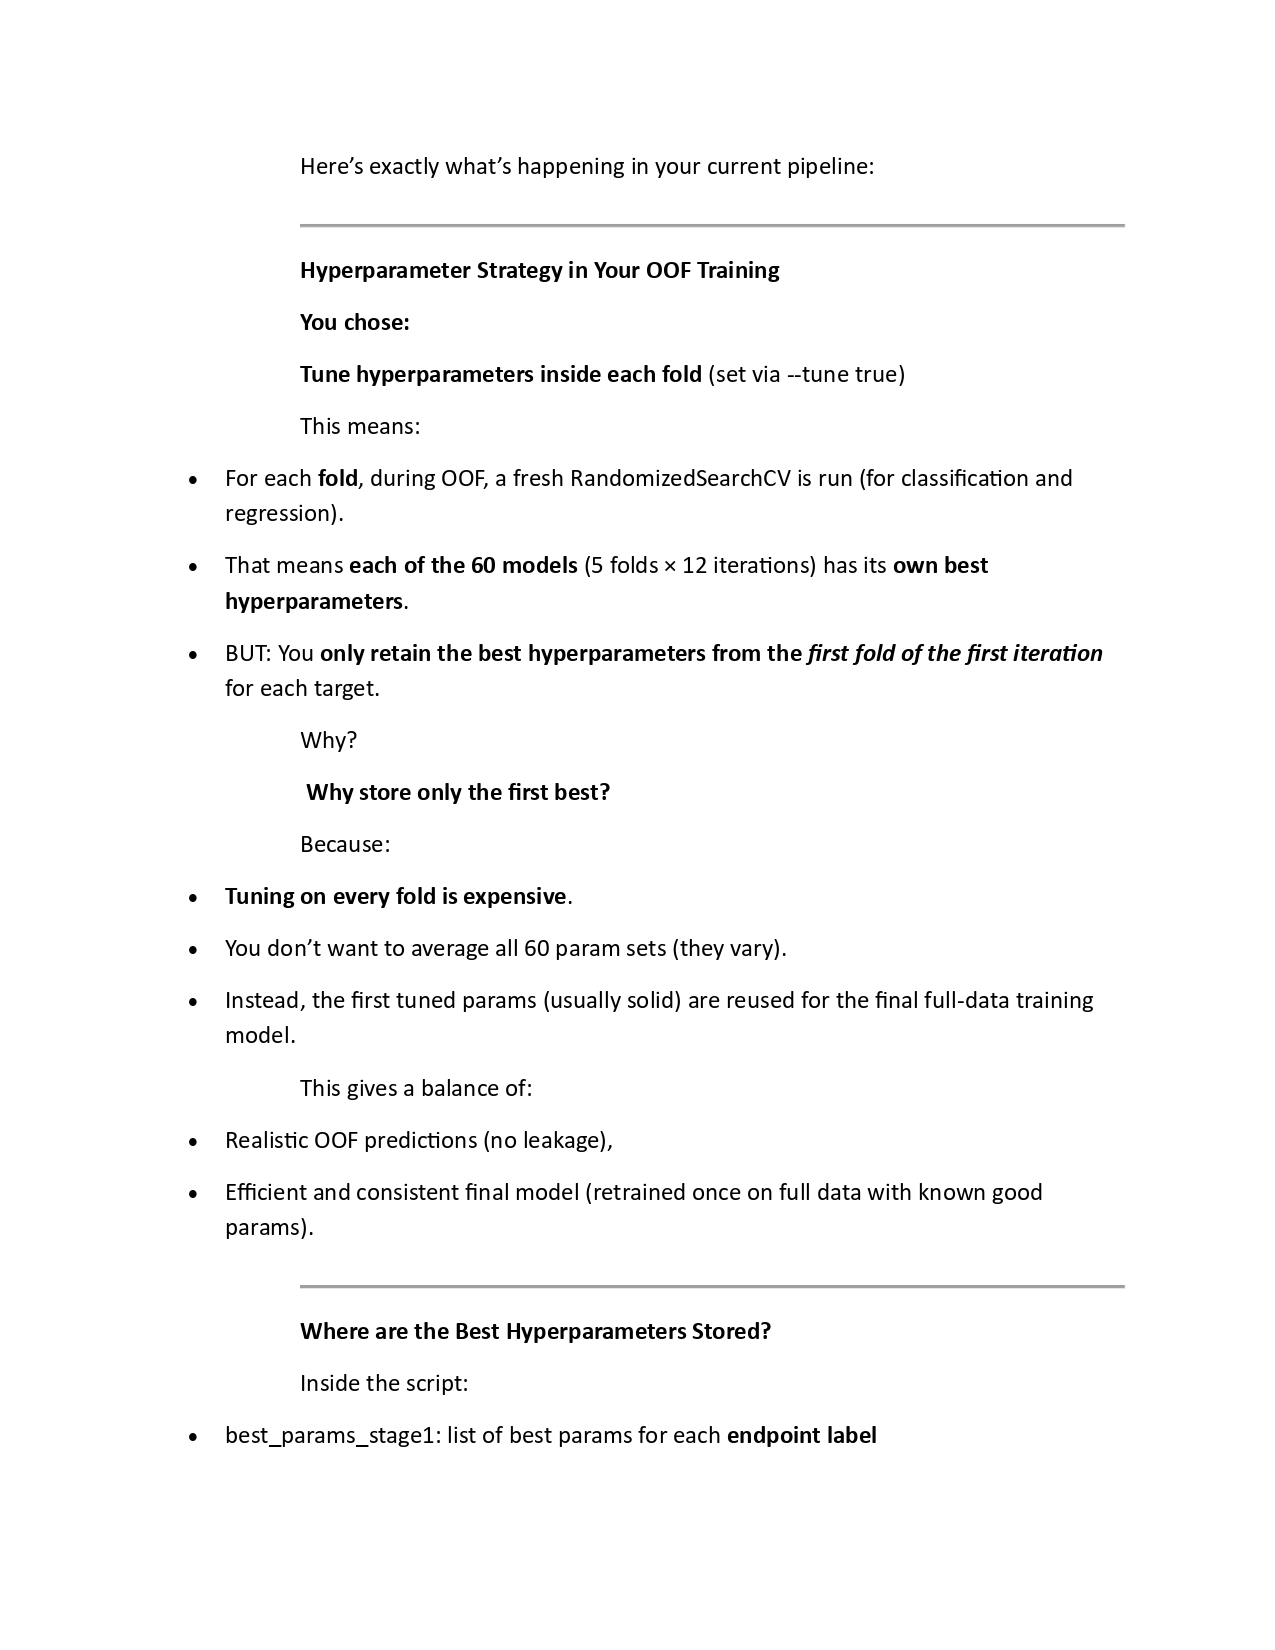 Here’s exactly what’s happening in your current pipeline:
Hyperparameter Strategy in Your OOF Training
You chose:
Tune hyperparameters inside each fold (set via --tune true)
This means:
• For each fold, during OOF, a fresh RandomizedSearchCV is run (for classification and
regression).
• That means each of the 60 models (5 folds × 12 iterations) has its own best
hyperparameters.
• BUT: You only retain the best hyperparameters from the first fold of the first iteration
for each target.
Why?
Why store only the first best?
Because:
• Tuning on every fold is expensive.
• You don’t want to average all 60 param sets (they vary).
• Instead, the first tuned params (usually solid) are reused for the final full-data training
model.
This gives a balance of:
• Realistic OOF predictions (no leakage),
• Efficient and consistent final model (retrained once on full data with known good
params).
Where are the Best Hyperparameters Stored?
Inside the script:
• best_params_stage1: list of best params for each endpoint label